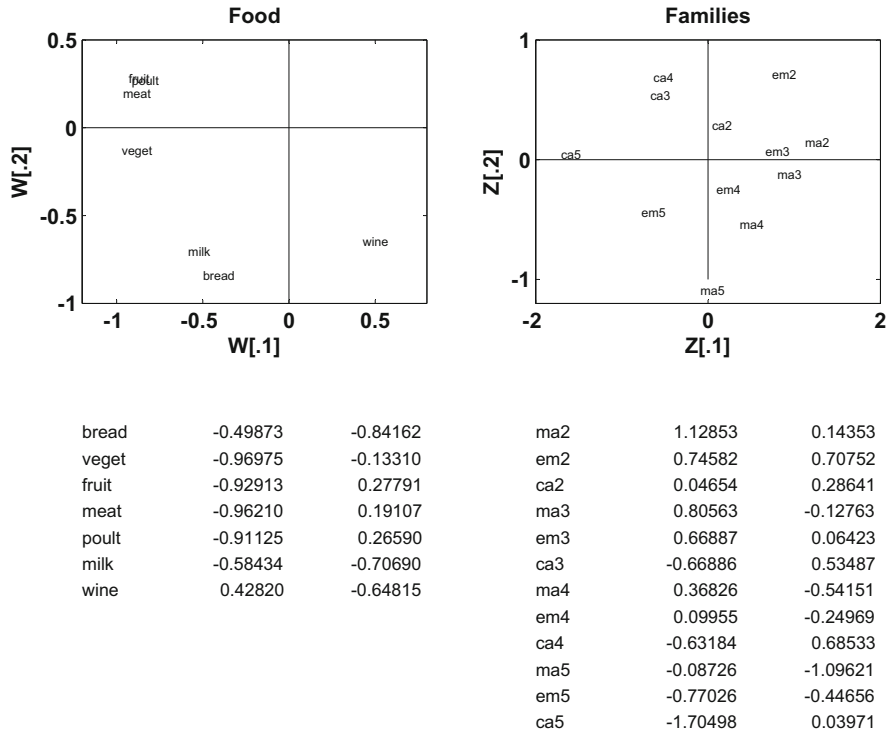 Food
0.5
0
-0.5
-1
W[.2]
fruit
poult
meat
veget
milk
bread
wine
-1 -0.5 0 0.5
W[.1]
Families
1
0
-1
Z[.2]
ca4
ca3
em2
ca2
ma2
ca5
em3
ma3
em5
em4
ma4
ma5
-2 0 2
Z[.1]
bread -0.49873 -0.84162
veget -0.96975 -0.13310
fruit -0.92913 0.27791
meat -0.96210 0.19107
poult -0.91125 0.26590
milk -0.58434 -0.70690
wine 0.42820 -0.64815
ma2 1.12853 0.14353
em2 0.74582 0.70752
ca2 0.04654 0.28641
ma3 0.80563 -0.12763
em3 0.66887 0.06423
ca3 -0.66886 0.53487
ma4 0.36826 -0.54151
em4 0.09955 -0.24969
ca4 -0.63184 0.68533
ma5 -0.08726 -1.09621
em5 -0.77026 -0.44656
ca5 -1.70498 0.03971